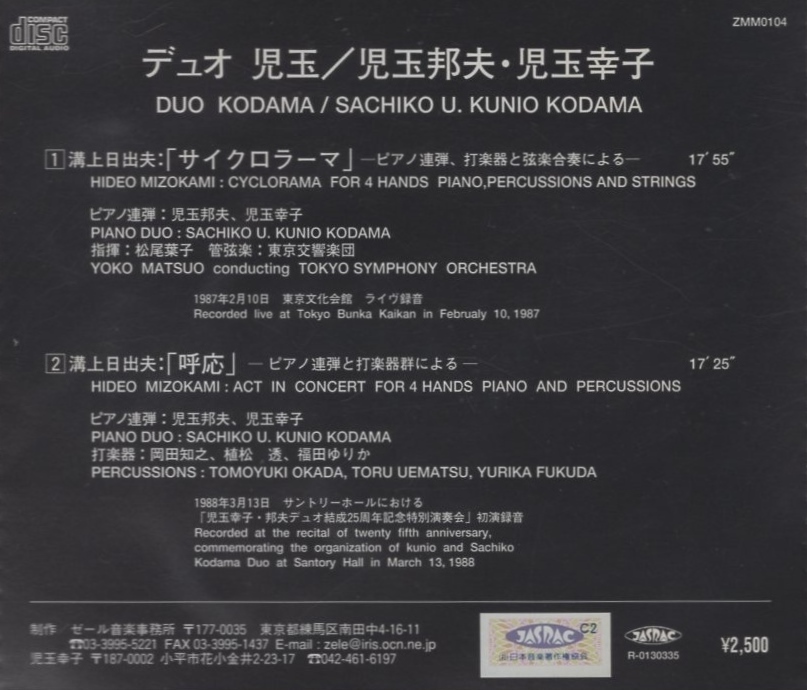 COMPACT
disc
DIGITAL AUDIO
ZMM0104
デュオ 児玉／児玉邦夫・児玉幸子
DUO KODAMA / SACHIKO U. KUNIO KODAMA
1 溝上日出夫：「サイクロラーマ」 ―ピアノ連弾、打楽器と弦楽合奏による― 17′55″
HIDEO MIZOKAMI : CYCLORAMA FOR 4 HANDS PIANO,PERCUSSIONS AND STRINGS
ピアノ連弾：児玉邦夫、児玉幸子
PIANO DUO : SACHIKO U. KUNIO KODAMA
指揮：松尾葉子 管弦楽：東京交響楽団
YOKO MATSUO conducting TOKYO SYMPHONY ORCHESTRA
1987年2月10日 東京文化会館 ライヴ録音
Recorded live at Tokyo Bunka Kaikan in Februaly 10, 1987
2 溝上日出夫：「呼応」 ― ピアノ連弾と打楽器群による ― 17′25″
HIDEO MIZOKAMI : ACT IN CONCERT FOR 4 HANDS PIANO AND PERCUSSIONS
ピアノ連弾：児玉邦夫、児玉幸子
PIANO DUO : SACHIKO U. KUNIO KODAMA
打楽器：岡田知之、植松 透、福田ゆりか
PERCUSSIONS : TOMOYUKI OKADA, TORU UEMATSU, YURIKA FUKUDA
1988年3月13日 サントリーホールにおける
「児玉幸子・邦夫デュオ結成25周年記念特別演奏会」初演録音
Recorded at the recital of twenty fifth anniversary,
commemorating the organization of kunio and Sachiko
Kodama Duo at Santory Hall in March 13, 1988
制作 ゼール音楽事務所 〒177-0035 東京都練馬区南田中4-16-11
☎03-3995-5221 FAX 03-3995-1437 E-mail : zele@iris.ocn.ne.jp
児玉幸子 〒187-0002 小平市花小金井2-23-17 ☎042-461-6197
JASRAC C2
日本音楽著作権協会
JASRAC
R-0130335
¥2,500